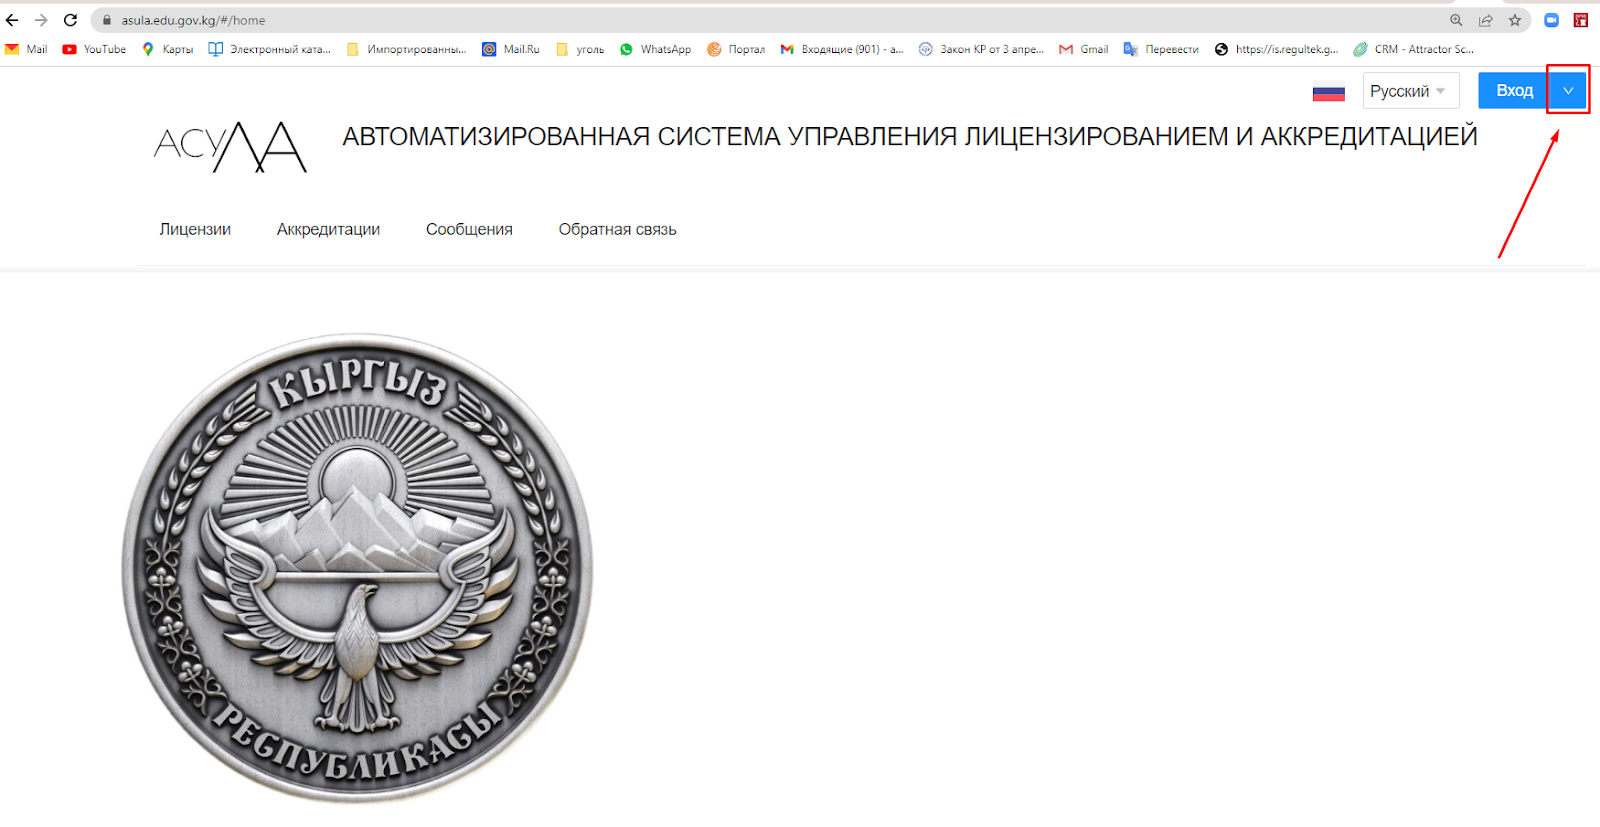 asula.edu.gov.kg/#/home
Mail YouTube Карты Электронный ката... Импортированны... Mail.Ru уголь WhatsApp Портал Входящие (901) - а... Закон КР от 3 апре... Gmail Перевести https://is.regultek.g... CRM - Attractor Sc...
Русский Вход
АСУЛА АВТОМАТИЗИРОВАННАЯ СИСТЕМА УПРАВЛЕНИЯ ЛИЦЕНЗИРОВАНИЕМ И АККРЕДИТАЦИЕЙ
Лицензии Аккредитации Сообщения Обратная связь
КЫРГЫЗ
РЕСПУБЛИКАСЫ